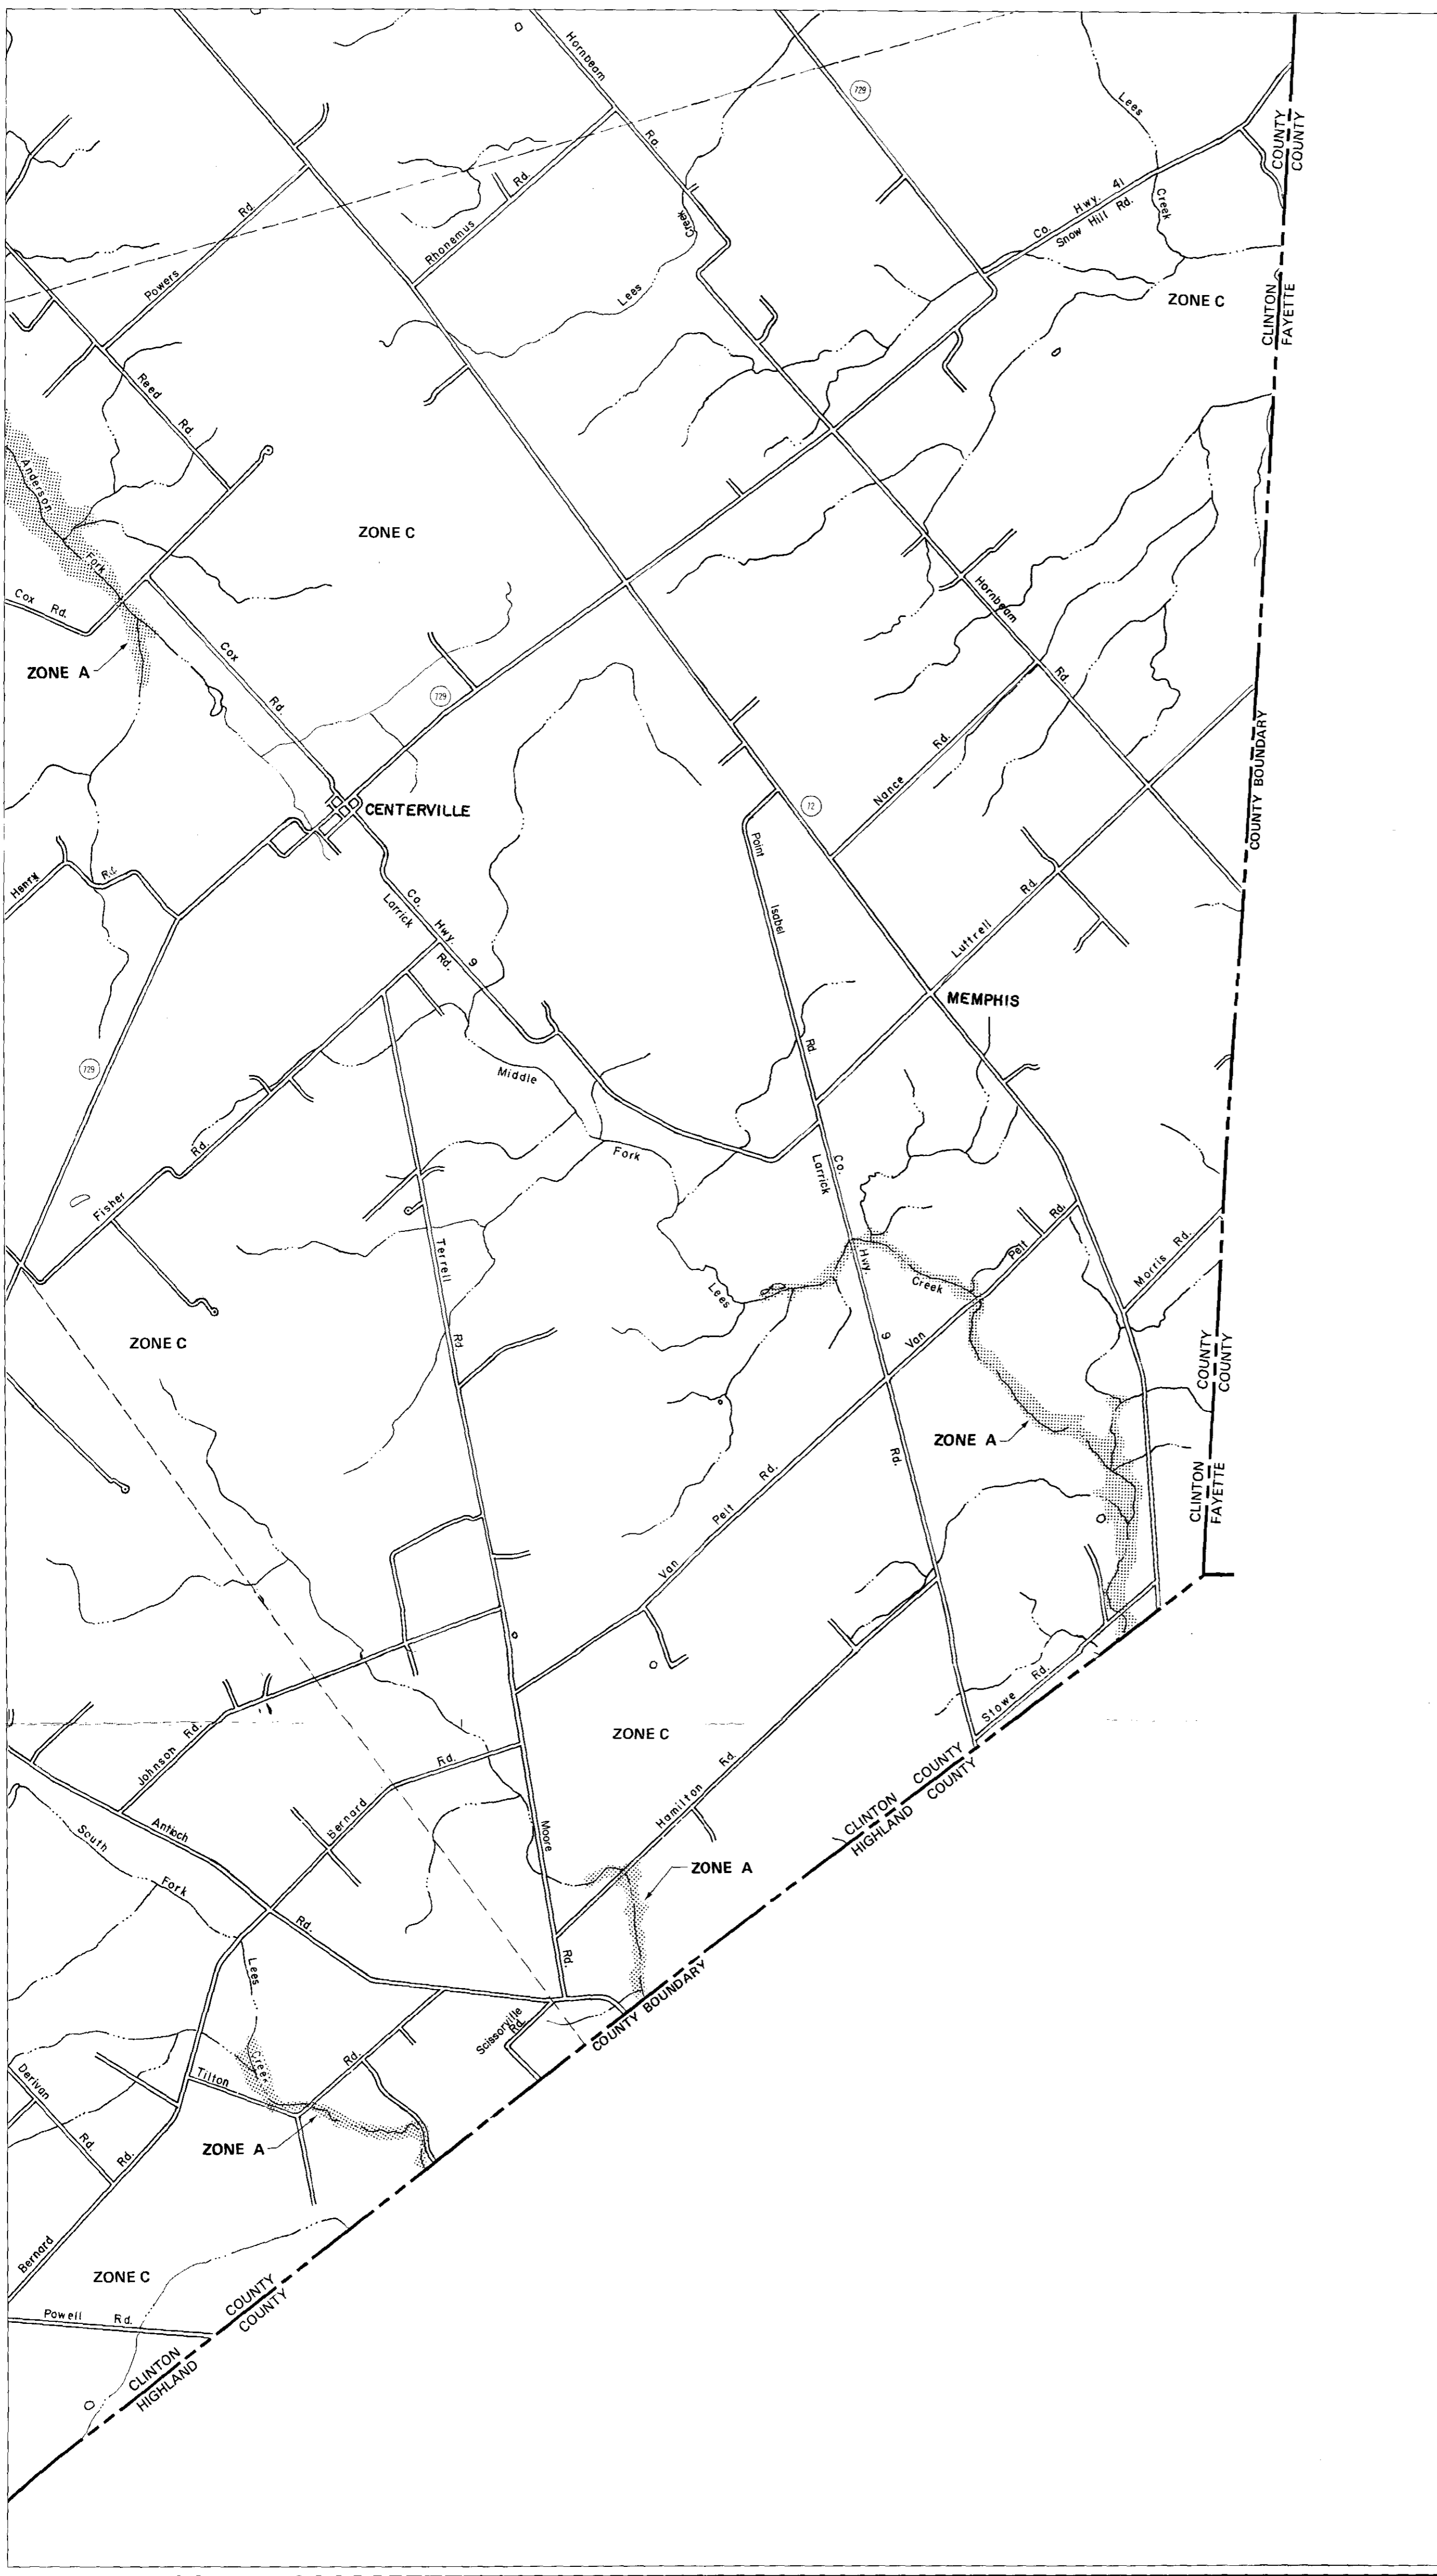 Hornbeam
Rd.
729
Lees
Creek
COUNTY
COUNTY
Co. Hwy. 41
Snow Hill Rd.
Powers Rd.
Rhonemus Rd.
Creek
Lees
ZONE C
CLINTON
FAYETTE
Reed Rd.
Anderson
Fork
ZONE C
Cox Rd.
Hornbeam
Rd.
ZONE A
Cox
Rd.
729
Nance Rd.
COUNTY BOUNDARY
72
CENTERVILLE
Point
Isabel
Rd.
Henry Rd.
Co. Hwy. 9
Larrick
Rd.
Luttrell Rd.
MEMPHIS
729
Middle
Fork
Fisher Rd.
Co.
Larrick
Hwy.
9
Rd.
Terrell
Rd.
Lees
Creek
Van Pelt Rd.
Morris Rd.
ZONE C
COUNTY
COUNTY
ZONE A
CLINTON
FAYETTE
Van Pelt Rd.
Stowe Rd.
ZONE C
Johnson Rd.
Bernard Rd.
Hamilton Rd.
COUNTY
COUNTY
CLINTON
HIGHLAND
Antioch
Rd.
South
Fork
Moore
Rd.
ZONE A
Lees
Creek
COUNTY BOUNDARY
Scissorville
Rd.
Rd.
Tilton
Derivan
Rd.
ZONE A
Bernard Rd.
ZONE C
COUNTY
COUNTY
Powell Rd.
CLINTON
HIGHLAND